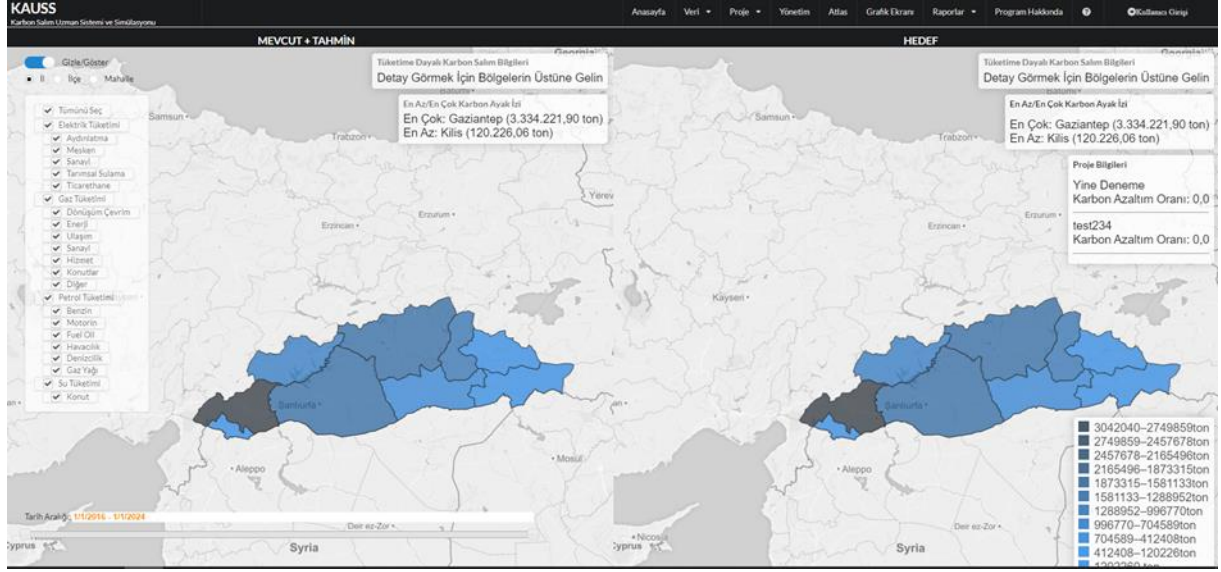 KAUSS
Karbon Salım Uzman Sistemi ve Simülasyonu
Anasayfa Veri Proje Yönetim Atlas Grafik Ekranı Raporlar Program Hakkında Kullanıcı Girişi
MEVCUT + TAHMİN
Gizle/Göster
İl İlçe Mahalle
Tümünü Seç
Elektrik Tüketimi
Aydınlatma
Mesken
Sanayi
Tarımsal Sulama
Ticarethane
Gaz Tüketimi
Dönüşüm Çevrim
Enerji
Ulaşım
Sanayi
Hizmet
Konutlar
Diğer
Petrol Tüketimi
Benzin
Motorin
Fuel Oil
Havacılık
Denizcilik
Gaz Yağı
Su Tüketimi
Konut
Tüketime Dayalı Karbon Salım Bilgileri
Detay Görmek İçin Bölgelerin Üstüne Gelin
En Az/En Çok Karbon Ayak İzi
En Çok: Gaziantep (3.334.221,90 ton)
En Az: Kilis (120.226,06 ton)
Georgia
Samsun
Trabzon
Yerev
Erzurum
Erzincan
Şanlıurfa
Aleppo
Mosul
Deir ez-Zor
Syria
Cyprus
Tarih Aralığı: 1/1/2016 - 1/1/2024
HEDEF
Tüketime Dayalı Karbon Salım Bilgileri
Detay Görmek İçin Bölgelerin Üstüne Gelin
En Az/En Çok Karbon Ayak İzi
En Çok: Gaziantep (3.334.221,90 ton)
En Az: Kilis (120.226,06 ton)
Proje Bilgileri
Yine Deneme
Karbon Azaltım Oranı: 0,0
test234
Karbon Azaltım Oranı: 0,0
Georgia
Batumi
Samsun
Trabzon
Erzurum
Erzincan
Kayseri
Şanlıurfa
Aleppo
Deir ez-Zor
Nicosia
Cyprus
Syria
3042040–2749859ton
2749859–2457678ton
2457678–2165496ton
2165496–1873315ton
1873315–1581133ton
1581133–1288952ton
1288952–996770ton
996770–704589ton
704589–412408ton
412408–120226ton